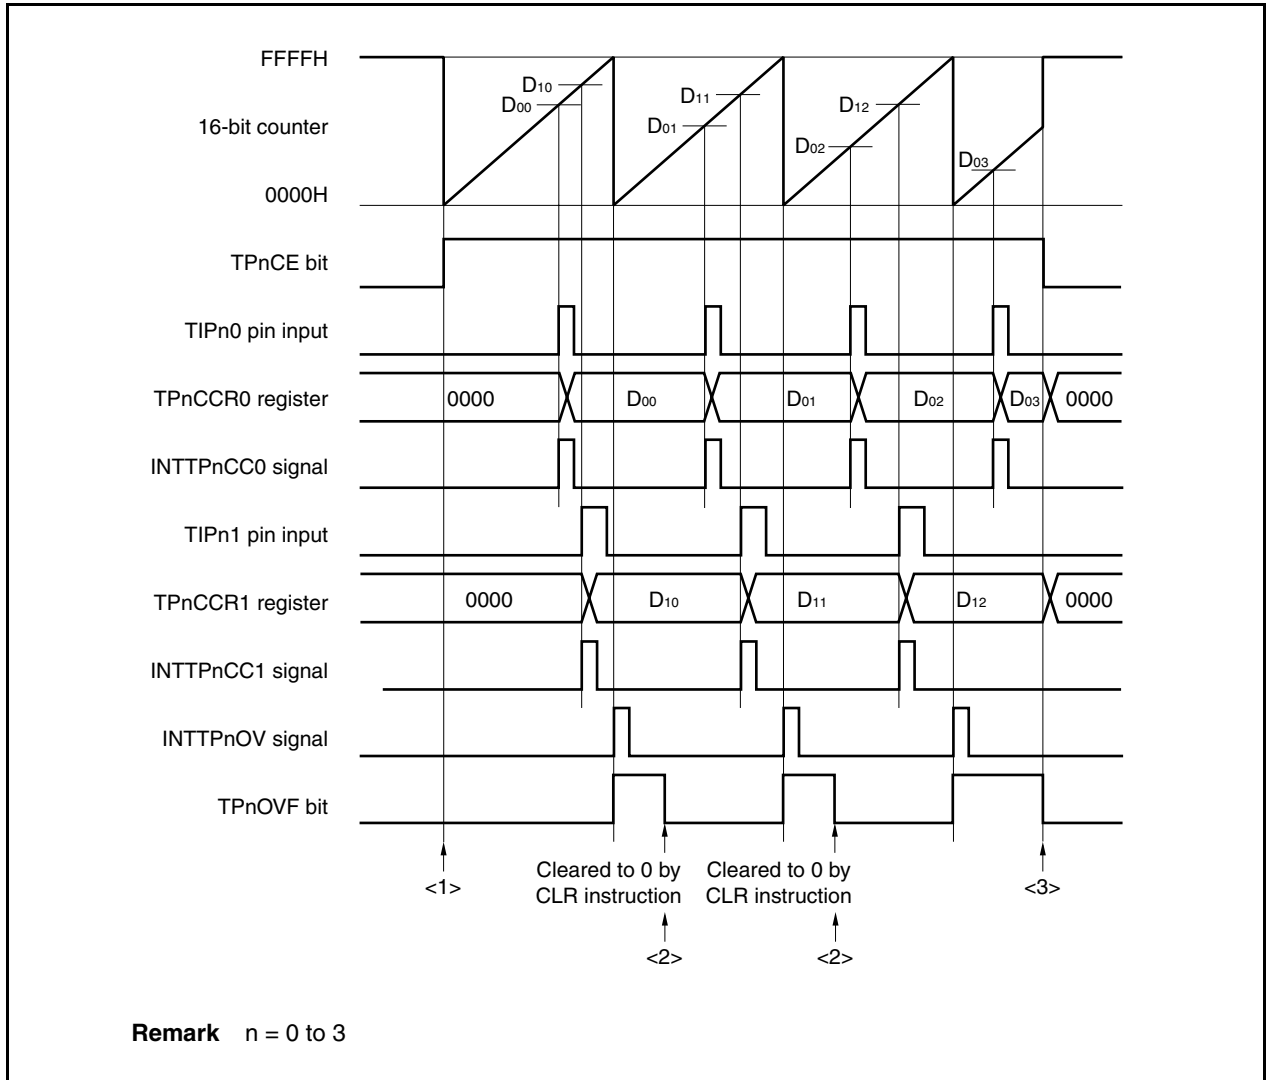 FFFFH
D10
D00
D11
D01
D12
D02
D03
16-bit counter
0000H
TPnCE bit
TIPn0 pin input
TPnCCR0 register
0000 D00 D01 D02 D03 0000
INTTPnCC0 signal
TIPn1 pin input
TPnCCR1 register
0000 D10 D11 D12 0000
INTTPnCC1 signal
INTTPnOV signal
TPnOVF bit
<1>
Cleared to 0 by
CLR instruction
<2>
Cleared to 0 by
CLR instruction
<2>
<3>
Remark n = 0 to 3